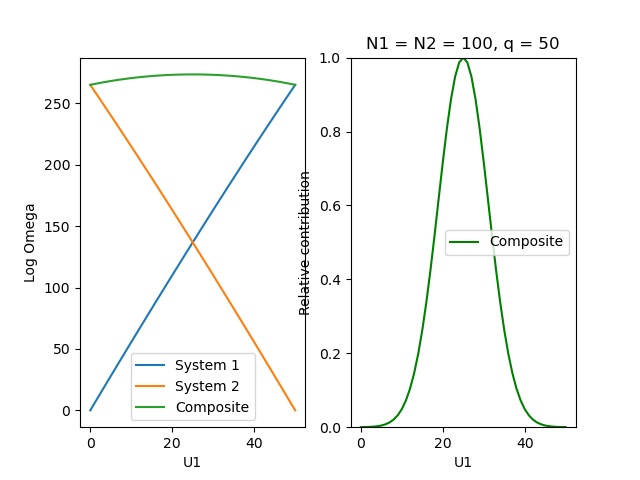 Log Omega
250
200
150
100
50
0
System 1
System 2
Composite
0
20
40
U1
N1 = N2 = 100, q = 50
Relative contribution
1.0
0.8
0.6
0.4
0.2
0.0
Composite
0
20
40
U1